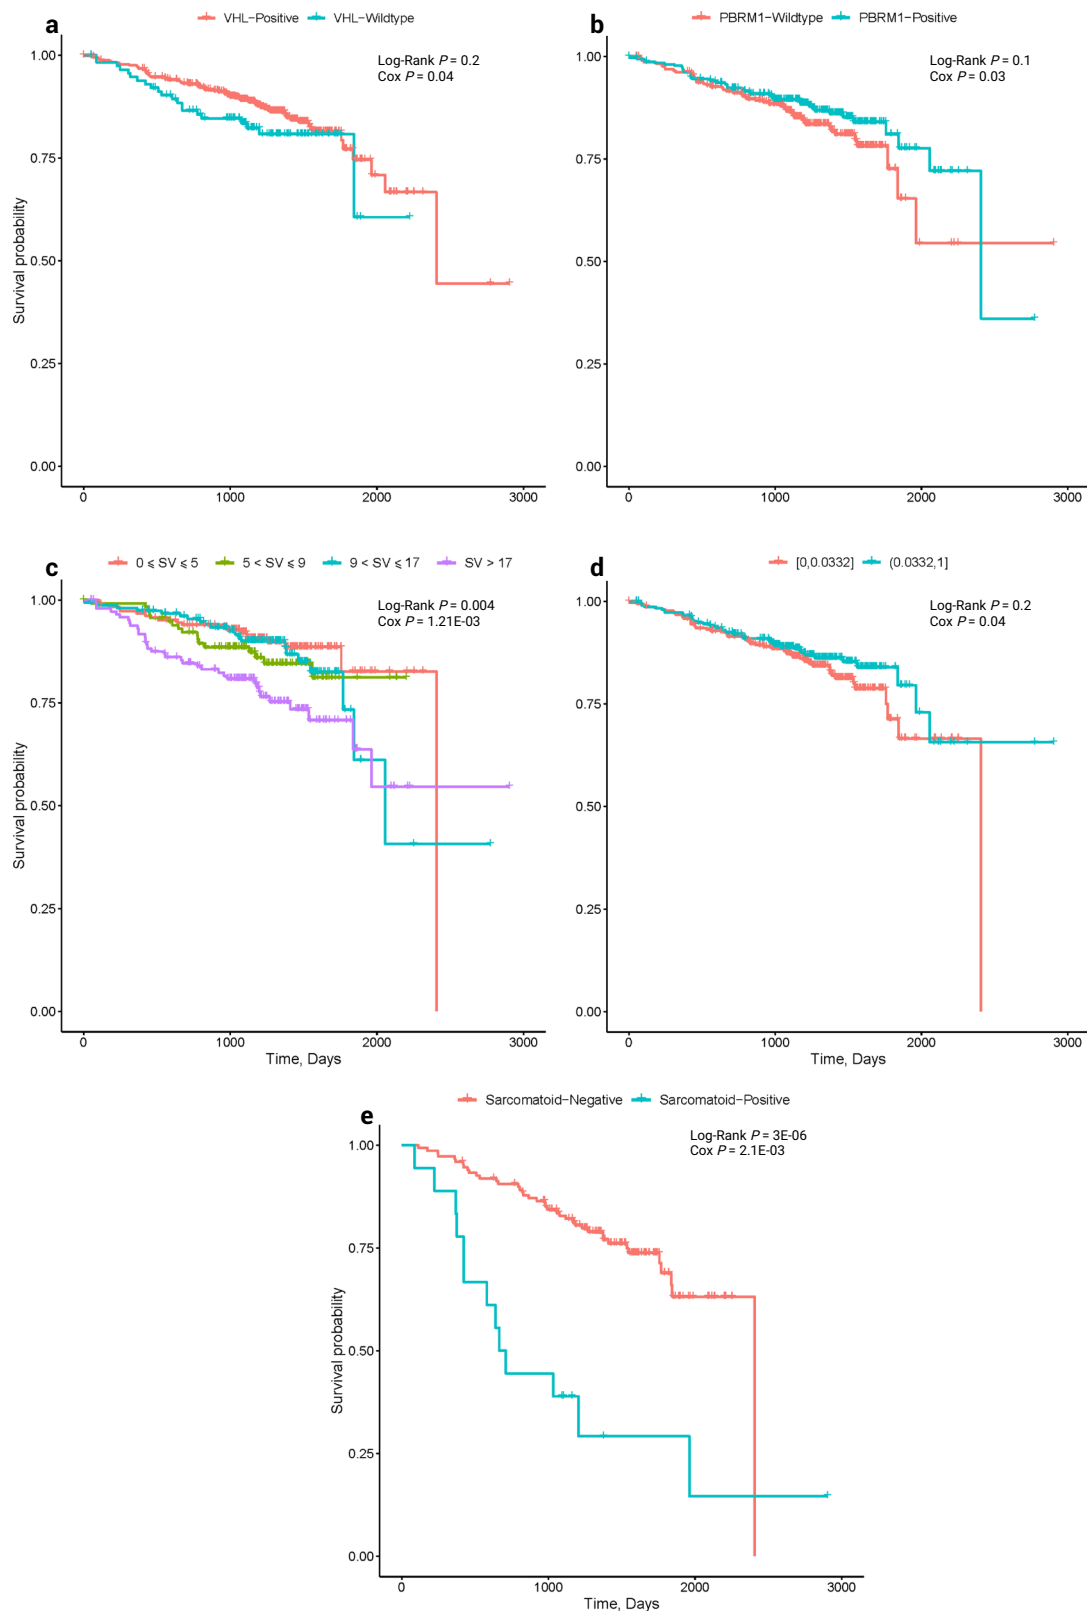 a
VHL−Positive VHL−Wildtype
Log-Rank P = 0.2
Cox P = 0.04
Survival probability
1.00
0.75
0.50
0.25
0.00
0 1000 2000 3000
b
PBRM1−Wildtype PBRM1−Positive
Log-Rank P = 0.1
Cox P = 0.03
1.00
0.75
0.50
0.25
0.00
0 1000 2000 3000
c
0 ⩽ SV ⩽ 5 5 < SV ⩽ 9 9 < SV ⩽ 17 SV > 17
Log-Rank P = 0.004
Cox P = 1.21E-03
Survival probability
1.00
0.75
0.50
0.25
0.00
0 1000 2000 3000
Time, Days
d
[0,0.0332] (0.0332,1]
Log-Rank P = 0.2
Cox P = 0.04
1.00
0.75
0.50
0.25
0.00
0 1000 2000 3000
Time, Days
e
Sarcomatoid−Negative Sarcomatoid−Positive
Log-Rank P = 3E-06
Cox P = 2.1E-03
Survival probability
1.00
0.75
0.50
0.25
0.00
0 1000 2000 3000
Time, Days